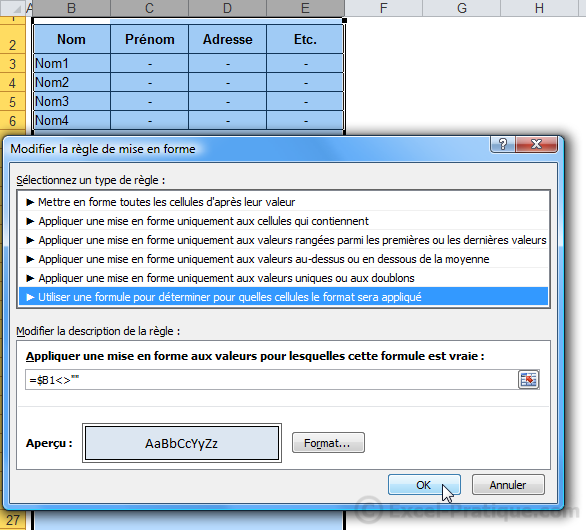 A B C D E F G H
1
2 Nom Prénom Adresse Etc.
3 Nom1 - - -
4 Nom2 - - -
5 Nom3 - - -
6 Nom4 - - -
Modifier la règle de mise en forme
Sélectionnez un type de règle :
► Mettre en forme toutes les cellules d'après leur valeur
► Appliquer une mise en forme uniquement aux cellules qui contiennent
► Appliquer une mise en forme uniquement aux valeurs rangées parmi les premières ou les dernières valeurs
► Appliquer une mise en forme uniquement aux valeurs au-dessus ou en dessous de la moyenne
► Appliquer une mise en forme uniquement aux valeurs uniques ou aux doublons
► Utiliser une formule pour déterminer pour quelles cellules le format sera appliqué
Modifier la description de la règle :
Appliquer une mise en forme aux valeurs pour lesquelles cette formule est vraie :
=$B1<>""
Aperçu : AaBbCcYyZz Format...
OK Annuler
27
© Excel-Pratique.com